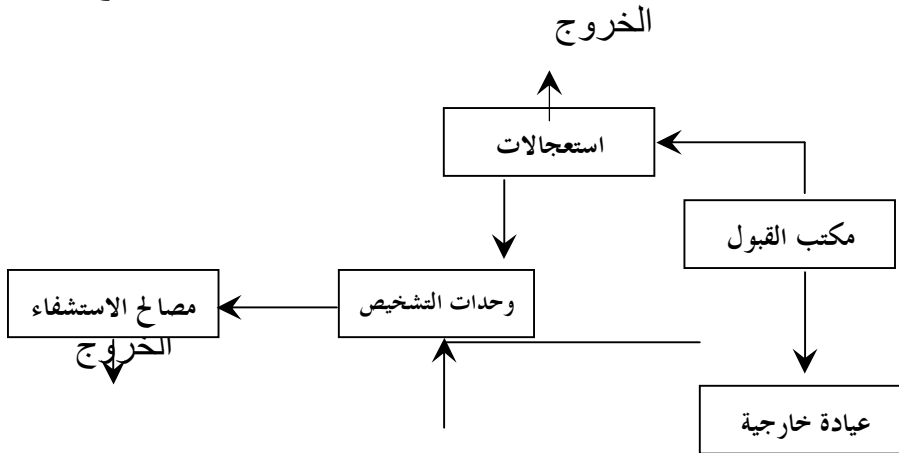 الخروج
استعجالات
مكتب القبول
وحدات التشخيص
مصالح الاستشفاء
الخروج
عيادة خارجية